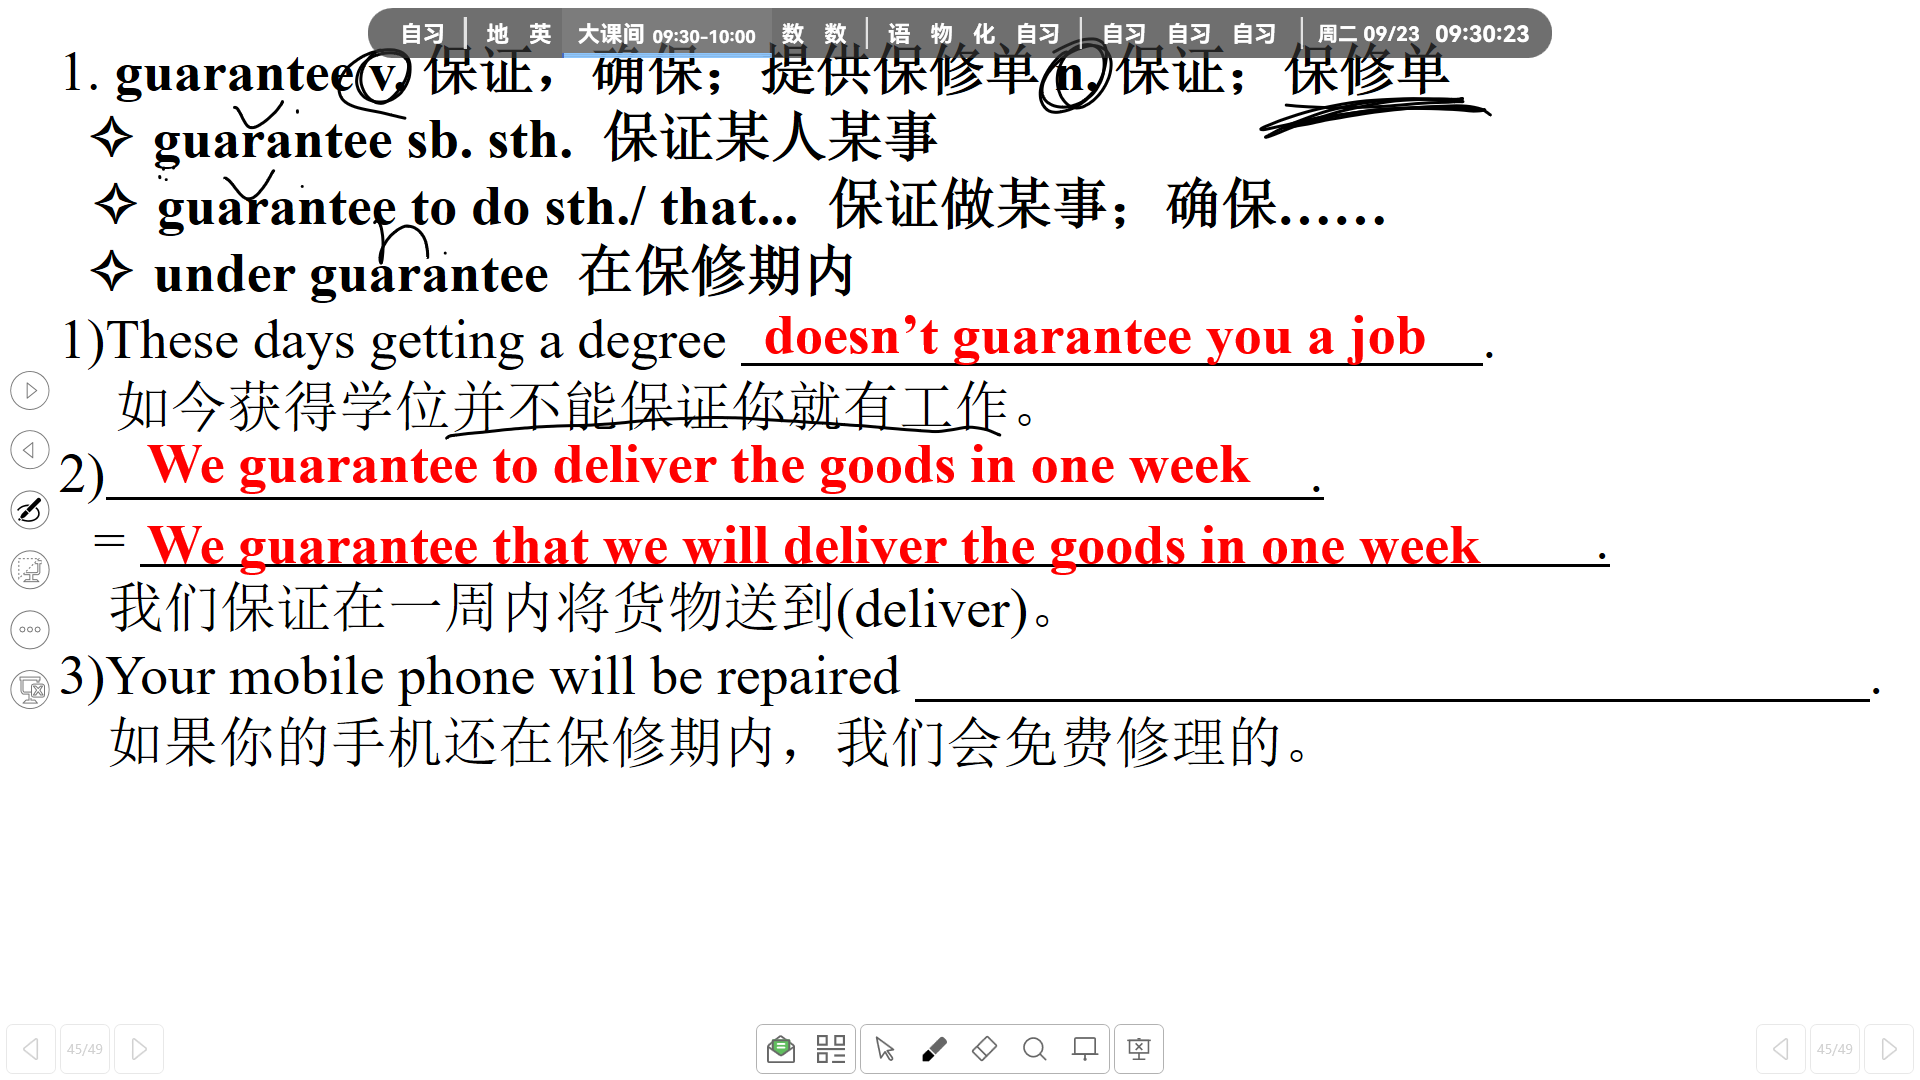 自习 地 英 大课间 09:30-10:00 数 数 语 物 化 自习 自习 自习 自习 周二 09/23 09:30:23
1. guarantee v. 保证，确保；提供保修单 n. 保证；保修单
✧ guarantee sb. sth. 保证某人某事
✧ guarantee to do sth./ that... 保证做某事；确保……
n.
✧ under guarantee 在保修期内
1)These days getting a degree doesn’t guarantee you a job.
如今获得学位并不能保证你就有工作。
2) We guarantee to deliver the goods in one week.
= We guarantee that we will deliver the goods in one week.
我们保证在一周内将货物送到(deliver)。
3)Your mobile phone will be repaired ____________________.
如果你的手机还在保修期内，我们会免费修理的。
45/49 45/49